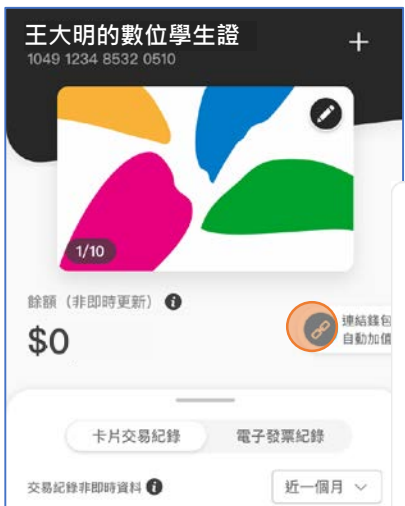 王大明的數位學生證
1049 1234 8532 0510
1/10
餘額（非即時更新）
$0
連結錢包
自動加值
卡片交易紀錄
電子發票紀錄
交易紀錄非即時資料
近一個月